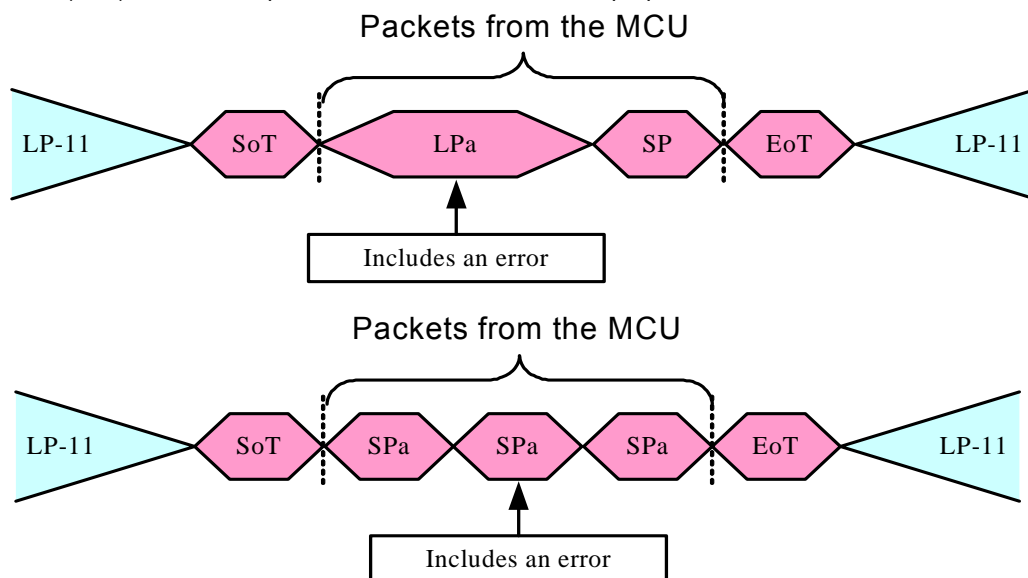 Packets from the MCU
LP-11 SoT LPa SP EoT LP-11
Includes an error
Packets from the MCU
LP-11 SoT SPa SPa SPa EoT LP-11
Includes an error